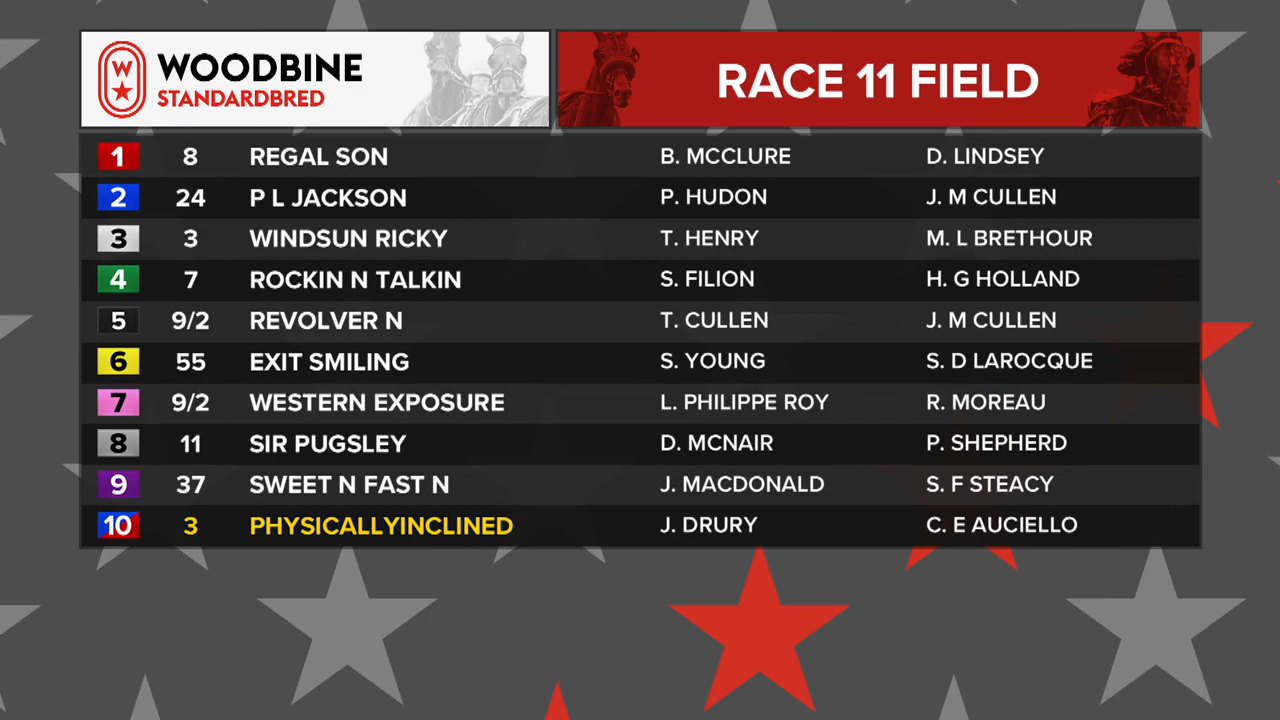 W
WOODBINE
STANDARDBRED
RACE 11 FIELD
1 8 REGAL SON B. MCCLURE D. LINDSEY
2 24 P L JACKSON P. HUDON J. M CULLEN
3 3 WINDSUN RICKY T. HENRY M. L BRETHOUR
4 7 ROCKIN N TALKIN S. FILION H. G HOLLAND
5 9/2 REVOLVER N T. CULLEN J. M CULLEN
6 55 EXIT SMILING S. YOUNG S. D LAROCQUE
7 9/2 WESTERN EXPOSURE L. PHILIPPE ROY R. MOREAU
8 11 SIR PUGSLEY D. MCNAIR P. SHEPHERD
9 37 SWEET N FAST N J. MACDONALD S. F STEACY
10 3 PHYSICALLYINCLINED J. DRURY C. E AUCIELLO